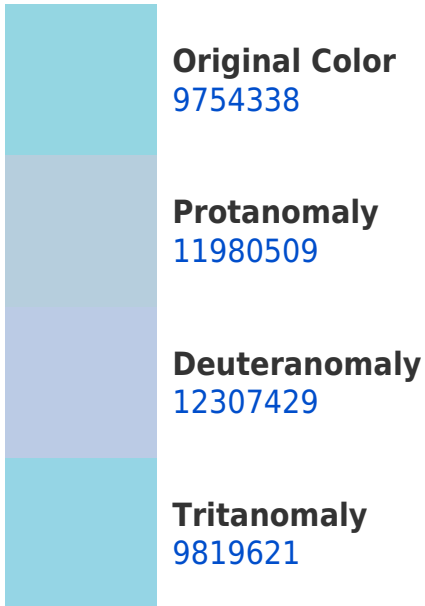 Original Color
9754338
Protanomaly
11980509
Deuteranomaly
12307429
Tritanomaly
9819621